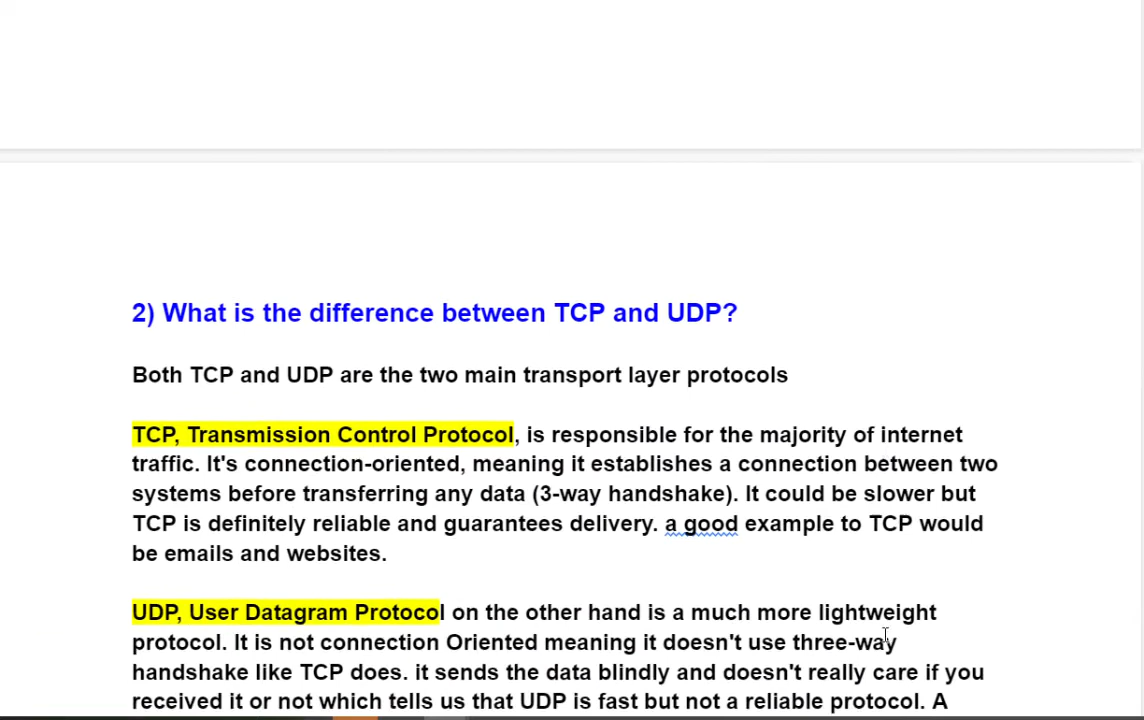 2) What is the difference between TCP and UDP?
Both TCP and UDP are the two main transport layer protocols
TCP, Transmission Control Protocol, is responsible for the majority of internet
traffic. It's connection-oriented, meaning it establishes a connection between two
systems before transferring any data (3-way handshake). It could be slower but
TCP is definitely reliable and guarantees delivery. a good example to TCP would
be emails and websites.
UDP, User Datagram Protocol on the other hand is a much more lightweight
protocol. It is not connection Oriented meaning it doesn't use three-way
handshake like TCP does. it sends the data blindly and doesn't really care if you
received it or not which tells us that UDP is fast but not a reliable protocol. A